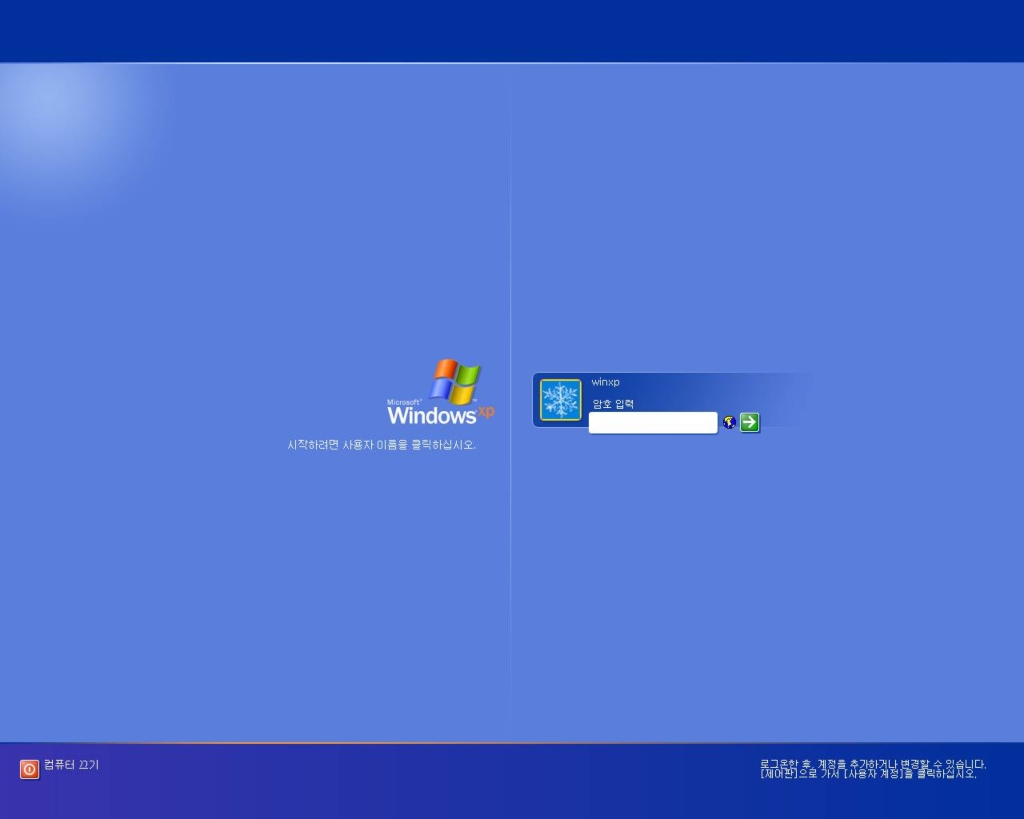 Microsoft
Windows xp
시작하려면 사용자 이름을 클릭하십시오.
winxp
암호 입력
컴퓨터 끄기
로그온한 후, 계정을 추가하거나 변경할 수 있습니다.
[제어판]으로 가서 [사용자 계정]을 클릭하십시오.